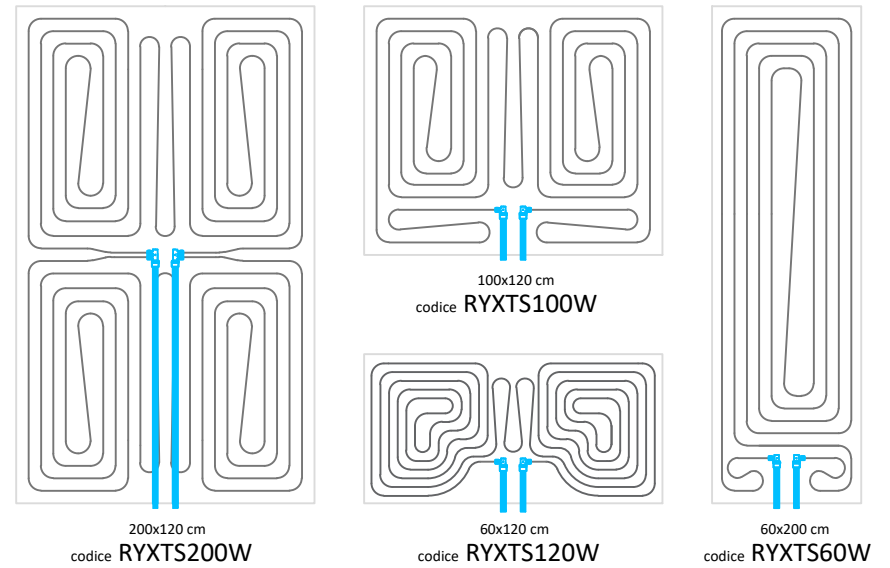 100x120 cm
codice RYXTS100W
200x120 cm
codice RYXTS200W
60x120 cm
codice RYXTS120W
60x200 cm
codice RYXTS60W